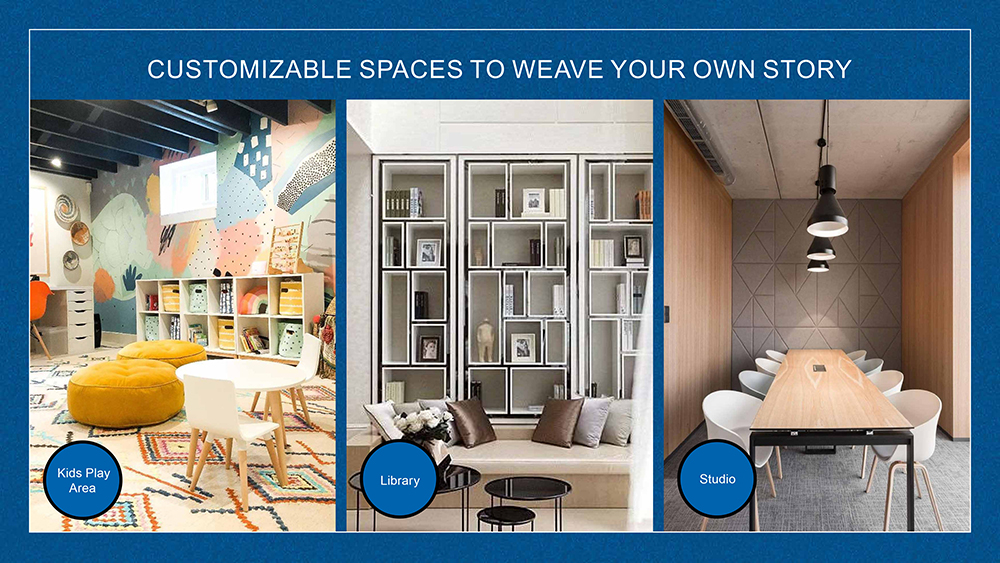 CUSTOMIZABLE SPACES TO WEAVE YOUR OWN STORY
Kids Play
Area
Library
Studio